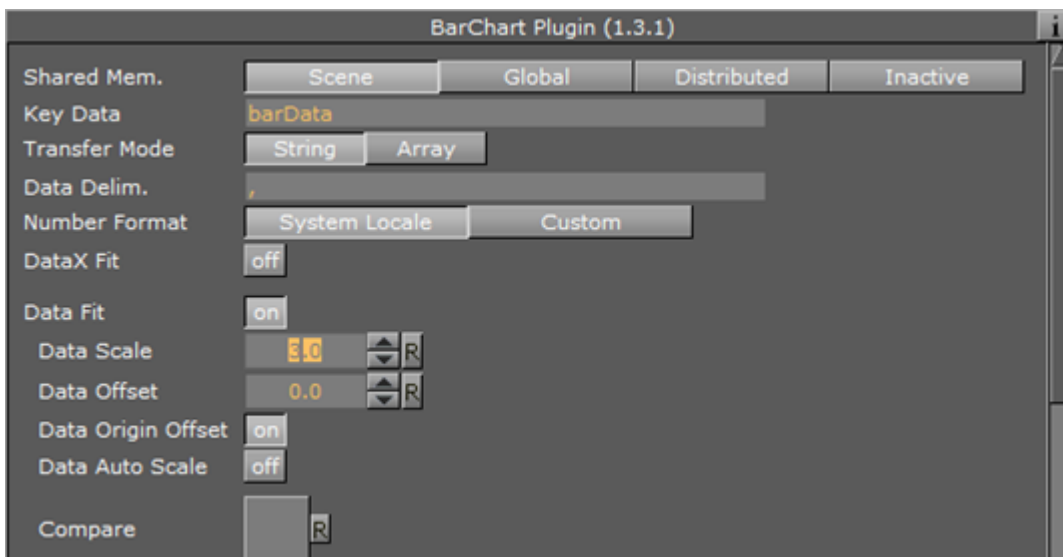 BarChart Plugin (1.3.1) i
Shared Mem. Scene Global Distributed Inactive
Key Data barData
Transfer Mode String Array
Data Delim. ,
Number Format System Locale Custom
DataX Fit off
Data Fit on
Data Scale 3.0 R
Data Offset 0.0 R
Data Origin Offset on
Data Auto Scale off
Compare R